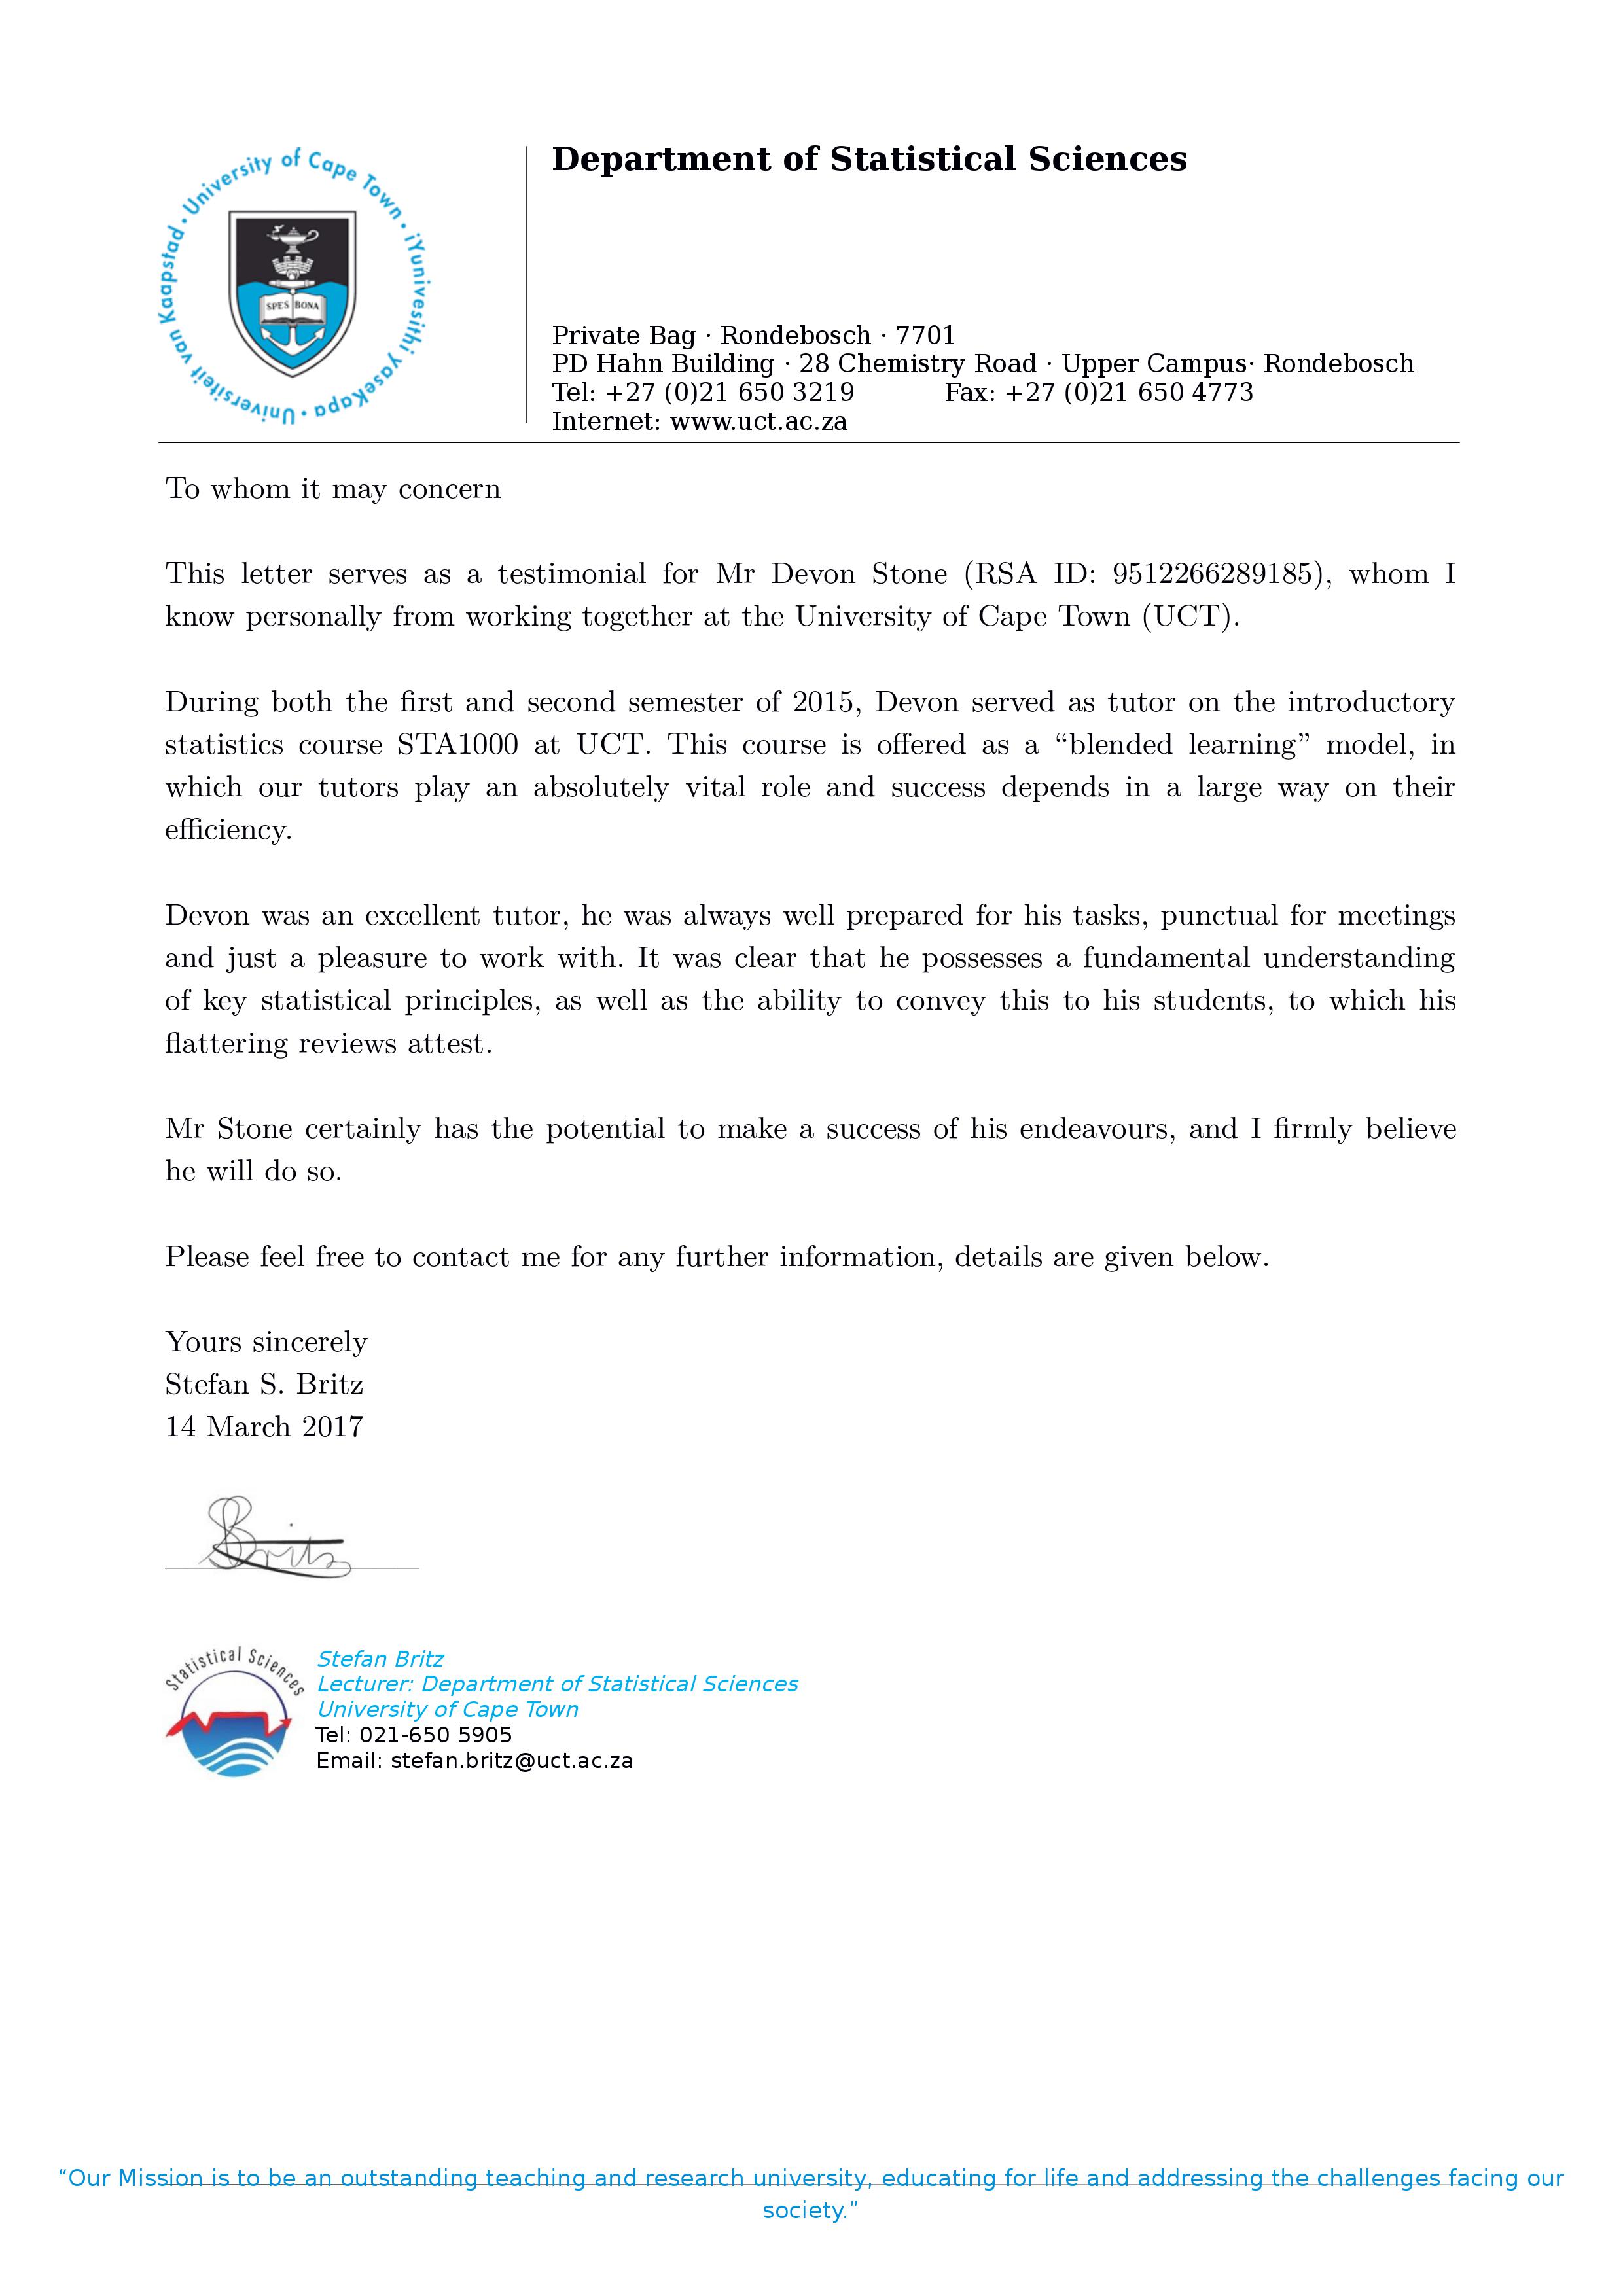 University of Cape Town · iYunivesithi yaseKapa · Universiteit van Kaapstad ·
SPES BONA
Department of Statistical Sciences
Private Bag · Rondebosch · 7701
PD Hahn Building · 28 Chemistry Road · Upper Campus· Rondebosch
Tel: +27 (0)21 650 3219 Fax: +27 (0)21 650 4773
Internet: www.uct.ac.za
To whom it may concern
This letter serves as a testimonial for Mr Devon Stone (RSA ID: 9512266289185), whom I
know personally from working together at the University of Cape Town (UCT).
During both the first and second semester of 2015, Devon served as tutor on the introductory
statistics course STA1000 at UCT. This course is offered as a “blended learning” model, in
which our tutors play an absolutely vital role and success depends in a large way on their
efficiency.
Devon was an excellent tutor, he was always well prepared for his tasks, punctual for meetings
and just a pleasure to work with. It was clear that he possesses a fundamental understanding
of key statistical principles, as well as the ability to convey this to his students, to which his
flattering reviews attest.
Mr Stone certainly has the potential to make a success of his endeavours, and I firmly believe
he will do so.
Please feel free to contact me for any further information, details are given below.
Yours sincerely
Stefan S. Britz
14 March 2017
SBritz
Statistical Sciences
Stefan Britz
Lecturer: Department of Statistical Sciences
University of Cape Town
Tel: 021-650 5905
Email: stefan.britz@uct.ac.za
“Our Mission is to be an outstanding teaching and research university, educating for life and addressing the challenges facing our
society.”